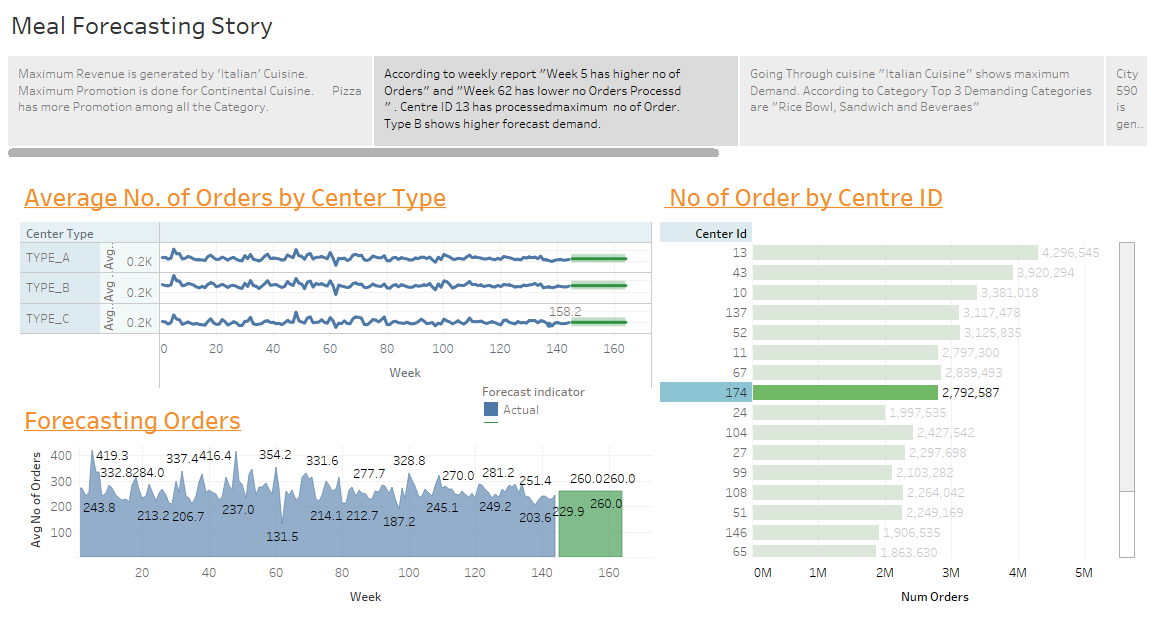 Meal Forecasting Story
Maximum Revenue is generated by 'Italian' Cuisine.
Maximum Promotion is done for Continental Cuisine. Pizza
has more Promotion among all the Category.
According to weekly report "Week 5 has higher no of
Orders" and "Week 62 has lower no Orders Processd
" . Centre ID 13 has processedmaximum no of Order.
Type B shows higher forecast demand.
Going Through cuisine "Italian Cuisine" shows maximum
Demand. According to Category Top 3 Demanding Categories
are "Rice Bowl, Sandwich and Beveraes"
City
590
is
gen..
Average No. of Orders by Center Type
Center Type
TYPE_A Avg.. 0.2K
TYPE_B Avg .. 0.2K
TYPE_C Avg.. 0.2K
158.2
0 20 40 60 80 100 120 140 160
Week
Forecast indicator
Actual
Forecasting Orders
Avg No of Orders
400
300
200
100
419.3 337.4 416.4 354.2 331.6 328.8
332.8 284.0 277.7 270.0 281.2 251.4 260.0 260.0
243.8 213.2 206.7 237.0 214.1 212.7 187.2 245.1 249.2 203.6 229.9 260.0
131.5
20 40 60 80 100 120 140 160
Week
No of Order by Centre ID
Center Id
13 4,296,545
43 3,920,294
10 3,381,018
137 3,117,478
52 3,125,835
11 2,797,300
67 2,839,493
174 2,792,587
24 1,997,535
104 2,427,542
27 2,297,698
99 2,103,282
108 2,264,042
51 2,249,169
146 1,906,535
65 1,863,630
0M 1M 2M 3M 4M 5M
Num Orders